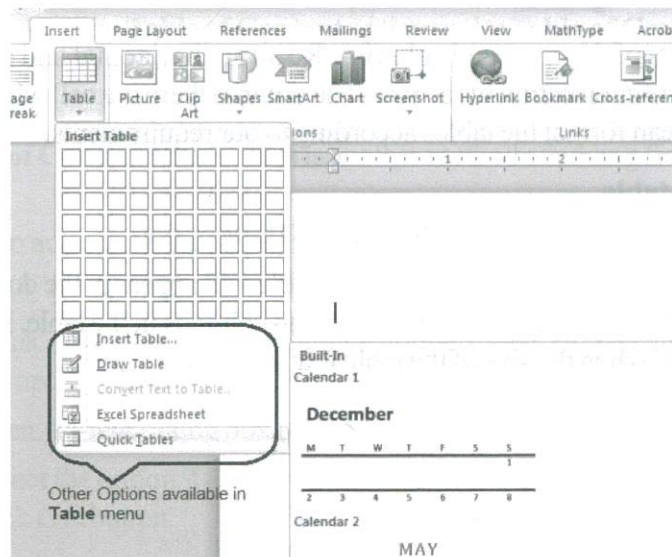 Insert Page Layout References Mailings Review View MathType Acrob
age
reak
Table Picture Clip
Art Shapes SmartArt Chart Screenshot Hyperlink Bookmark Cross-referen
Insert Table
ions
Links
1 2
Insert Table...
Draw Table
Convert Text to Table...
Excel Spreadsheet
Quick Tables
Other Options available in
Table menu
Built-In
Calendar 1
December
M T W T F S S
1
2 3 4 5 6 7 8
Calendar 2
MAY